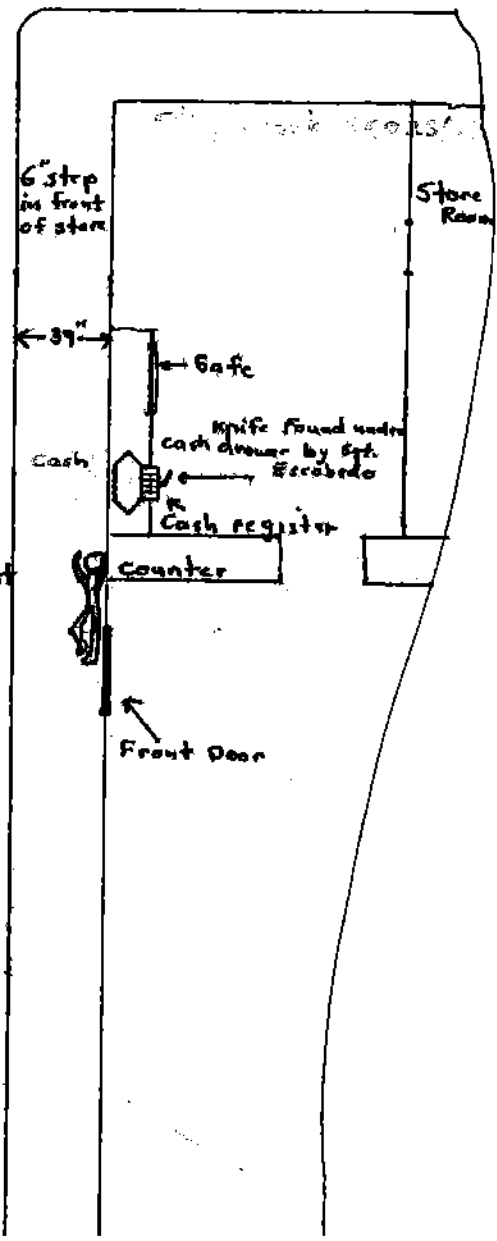 6" step
in front
of store
Store
Room
39"
Safe
Knife found under
cash drawer by Sgt.
Escobedo
Cash
Cash register
Counter
Front Door